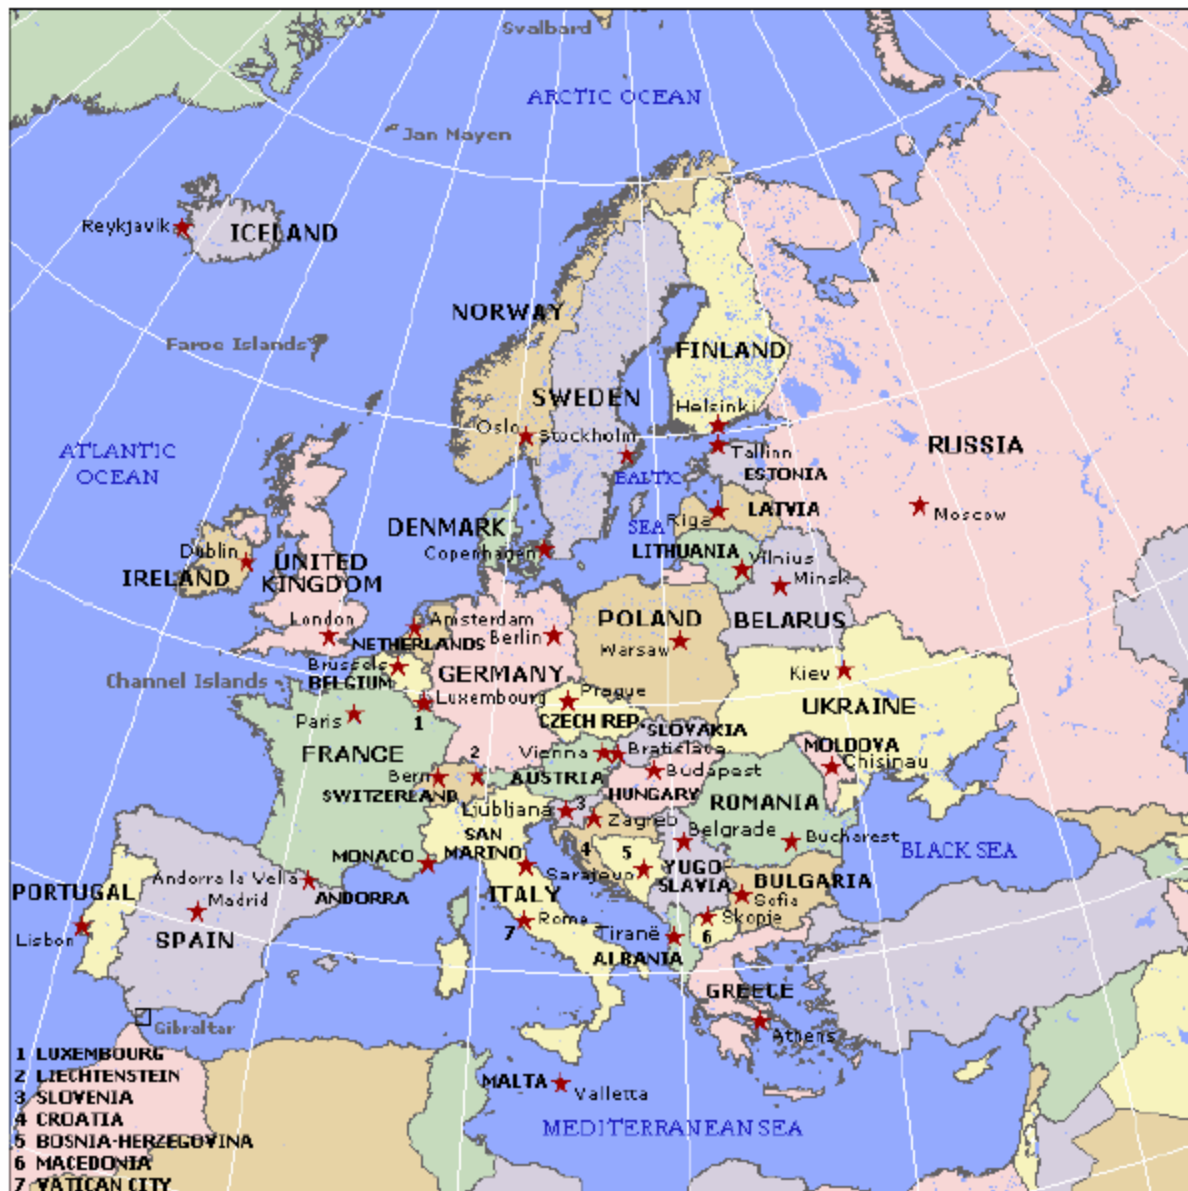 Svalbard
ARCTIC OCEAN
Jan Mayen
Reykjavik
ICELAND
NORWAY
Faroe Islands
FINLAND
SWEDEN
Helsinki
Oslo
Stockholm
Tallinn
RUSSIA
ATLANTIC
OCEAN
ESTONIA
BALTIC
SEA
LATVIA
Riga
Moscow
DENMARK
Copenhagen
LITHUANIA
Vilnius
Dublin
IRELAND
UNITED
KINGDOM
Minsk
London
Amsterdam
NETHERLANDS
Berlin
POLAND
Warsaw
BELARUS
Brussels
BELGIUM
GERMANY
Kiev
Channel Islands
Luxembourg
1
Prague
CZECH REP.
UKRAINE
Paris
FRANCE
SLOVAKIA
Vienna
Bratislava
MOLDOVA
Chisinau
2
Bern
SWITZERLAND
AUSTRIA
Budapest
HUNGARY
ROMANIA
Ljubljana
3
Zagreb
Belgrade
Bucharest
BLACK SEA
SAN
MARINO
4
5
MONACO
Sarajevo
YUGO
SLAVIA
BULGARIA
Sofia
PORTUGAL
Andorra la Vella
ANDORRA
Madrid
ITALY
Roma
7
Skopje
6
Lisbon
SPAIN
Tiranë
ALBANIA
GREECE
Athens
Gibraltar
MALTA
Valletta
MEDITERRANEAN SEA
1 LUXEMBOURG
2 LIECHTENSTEIN
3 SLOVENIA
4 CROATIA
5 BOSNIA-HERZEGOVINA
6 MACEDONIA
7 VATICAN CITY